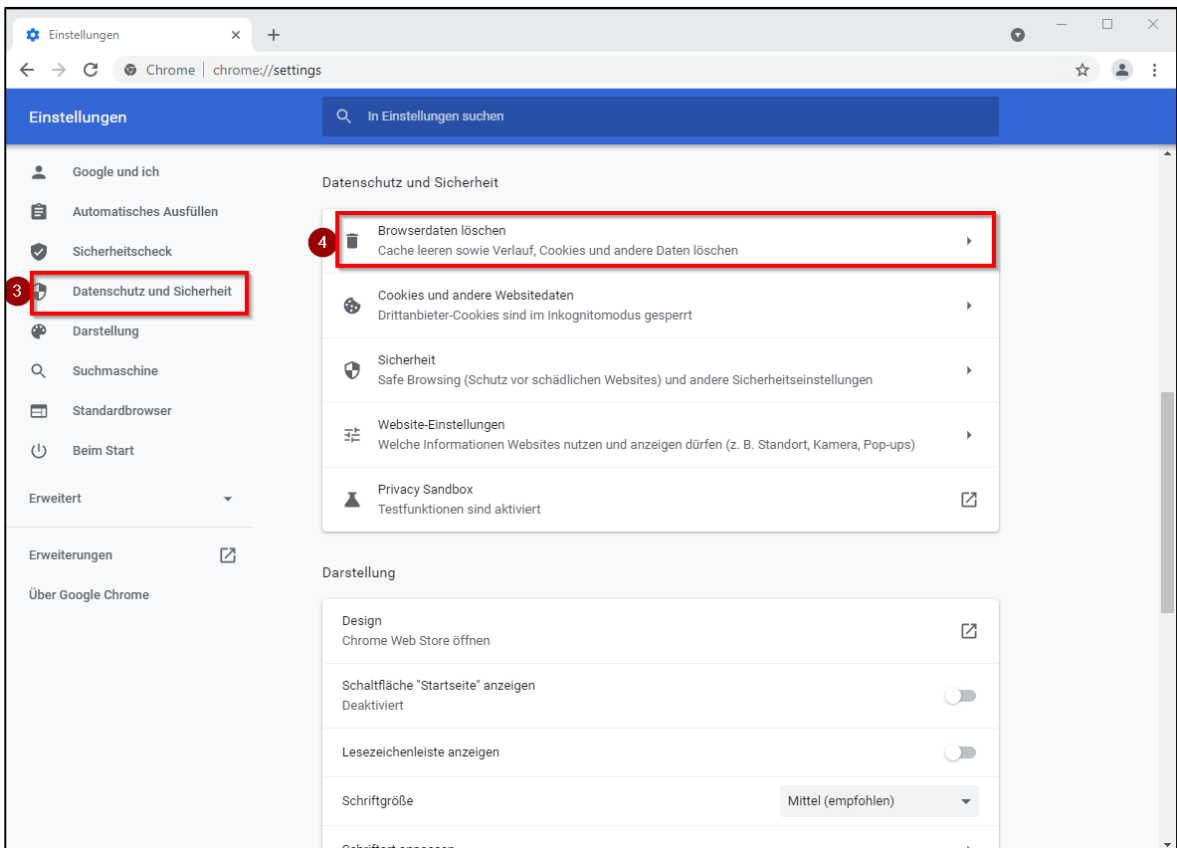 Einstellungen
Chrome | chrome://settings
Einstellungen
In Einstellungen suchen
Google und ich
Automatisches Ausfüllen
Sicherheitscheck
3 Datenschutz und Sicherheit
Darstellung
Suchmaschine
Standardbrowser
Beim Start
Erweitert
Erweiterungen
Über Google Chrome
Datenschutz und Sicherheit
4 Browserdaten löschen
Cache leeren sowie Verlauf, Cookies und andere Daten löschen
Cookies und andere Websitedaten
Drittanbieter-Cookies sind im Inkognitomodus gesperrt
Sicherheit
Safe Browsing (Schutz vor schädlichen Websites) und andere Sicherheitseinstellungen
Website-Einstellungen
Welche Informationen Websites nutzen und anzeigen dürfen (z. B. Standort, Kamera, Pop-ups)
Privacy Sandbox
Testfunktionen sind aktiviert
Darstellung
Design
Chrome Web Store öffnen
Schaltfläche "Startseite" anzeigen
Deaktiviert
Lesezeichenleiste anzeigen
Schriftgröße
Mittel (empfohlen)